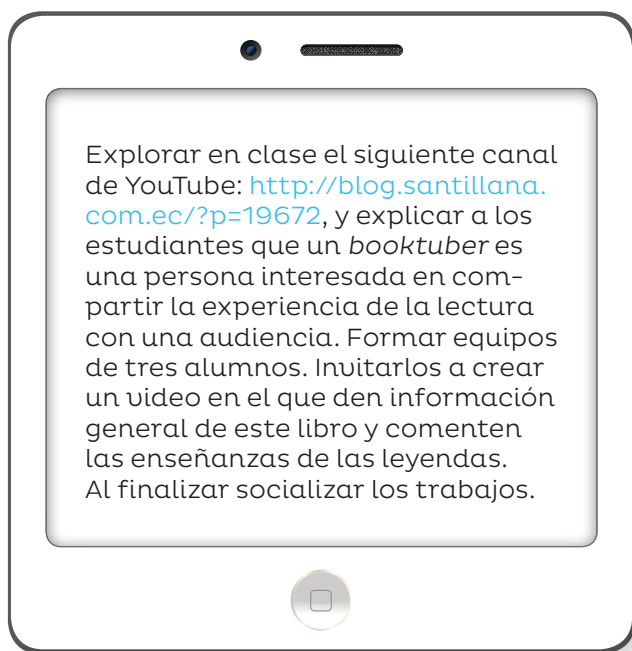 Explorar en clase el siguiente canal
de YouTube: http://blog.santillana.
com.ec/?p=19672, y explicar a los
estudiantes que un booktuber es
una persona interesada en com-
partir la experiencia de la lectura
con una audiencia. Formar equipos
de tres alumnos. Invitarlos a crear
un video en el que den información
general de este libro y comenten
las enseñanzas de las leyendas.
Al finalizar socializar los trabajos.